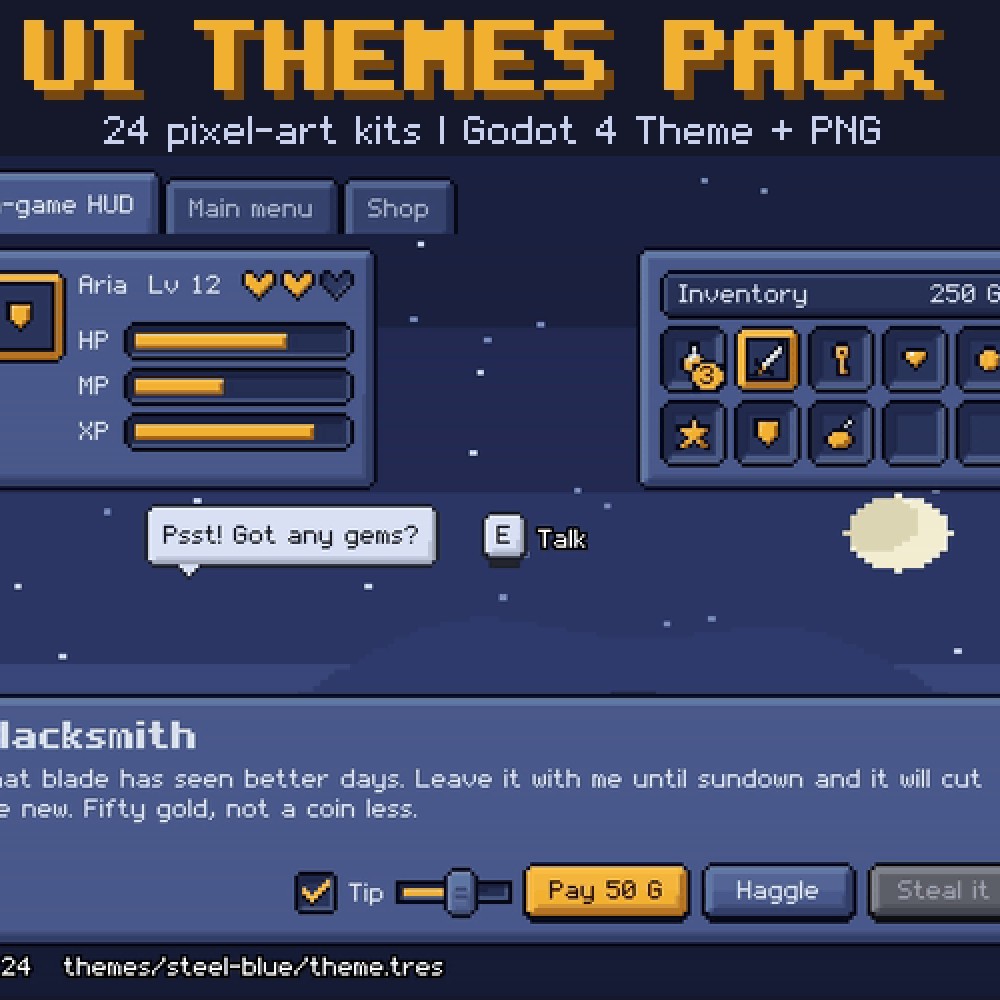 UI THEMES PACK
24 pixel-art kits | Godot 4 Theme + PNG
-game HUD Main menu Shop
Aria Lv 12
HP
MP
XP
Inventory 250 G
3
Psst! Got any gems?
E Talk
lacksmith
at blade has seen better days. Leave it with me until sundown and it will cut
e new. Fifty gold, not a coin less.
Tip Pay 50 G Haggle Steal it
24 themes/steel-blue/theme.tres